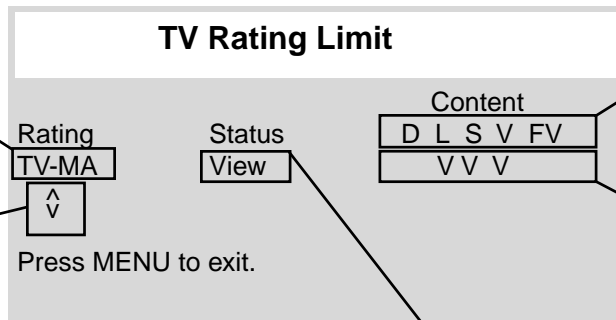 TV Rating Limit
Content
Rating Status D L S V FV
TV-MA View V V V
^
v
Press MENU to exit.